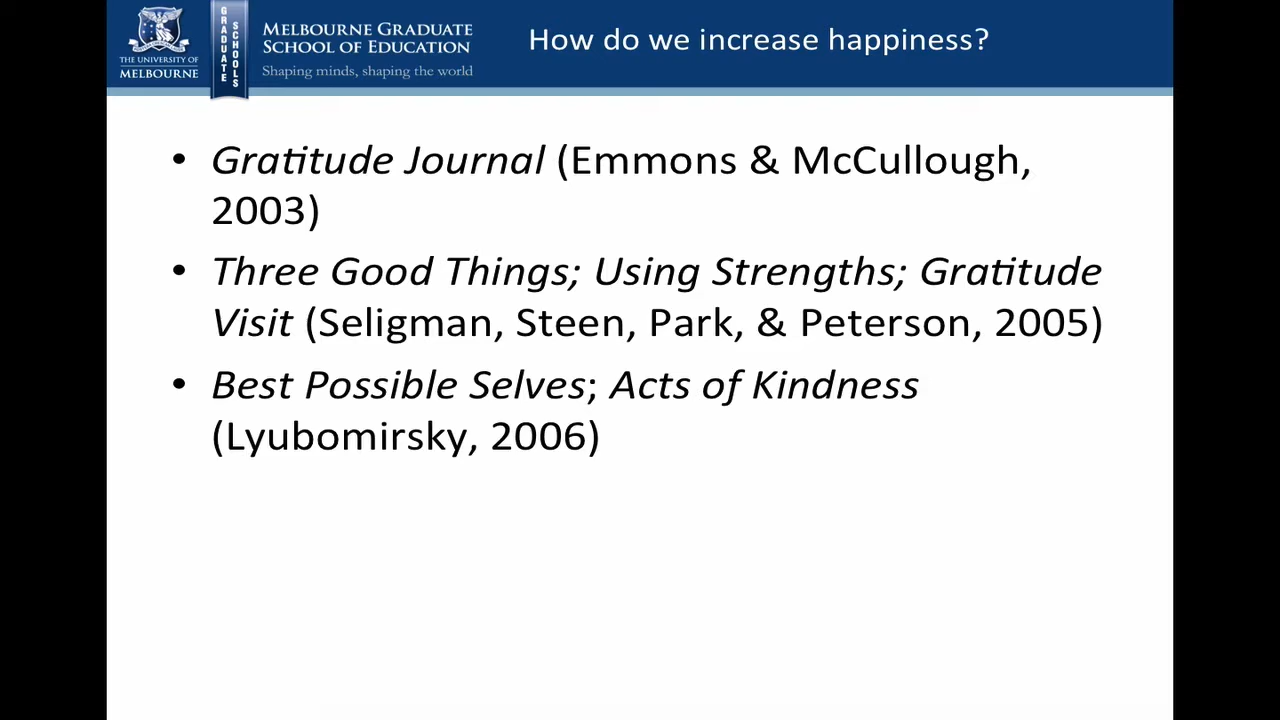 THE UNIVERSITY OF
MELBOURNE
GRADUATE
SCHOOLS
MELBOURNE GRADUATE
SCHOOL OF EDUCATION
Shaping minds, shaping the world
How do we increase happiness?
• Gratitude Journal (Emmons & McCullough,
2003)
• Three Good Things; Using Strengths; Gratitude
Visit (Seligman, Steen, Park, & Peterson, 2005)
• Best Possible Selves; Acts of Kindness
(Lyubomirsky, 2006)